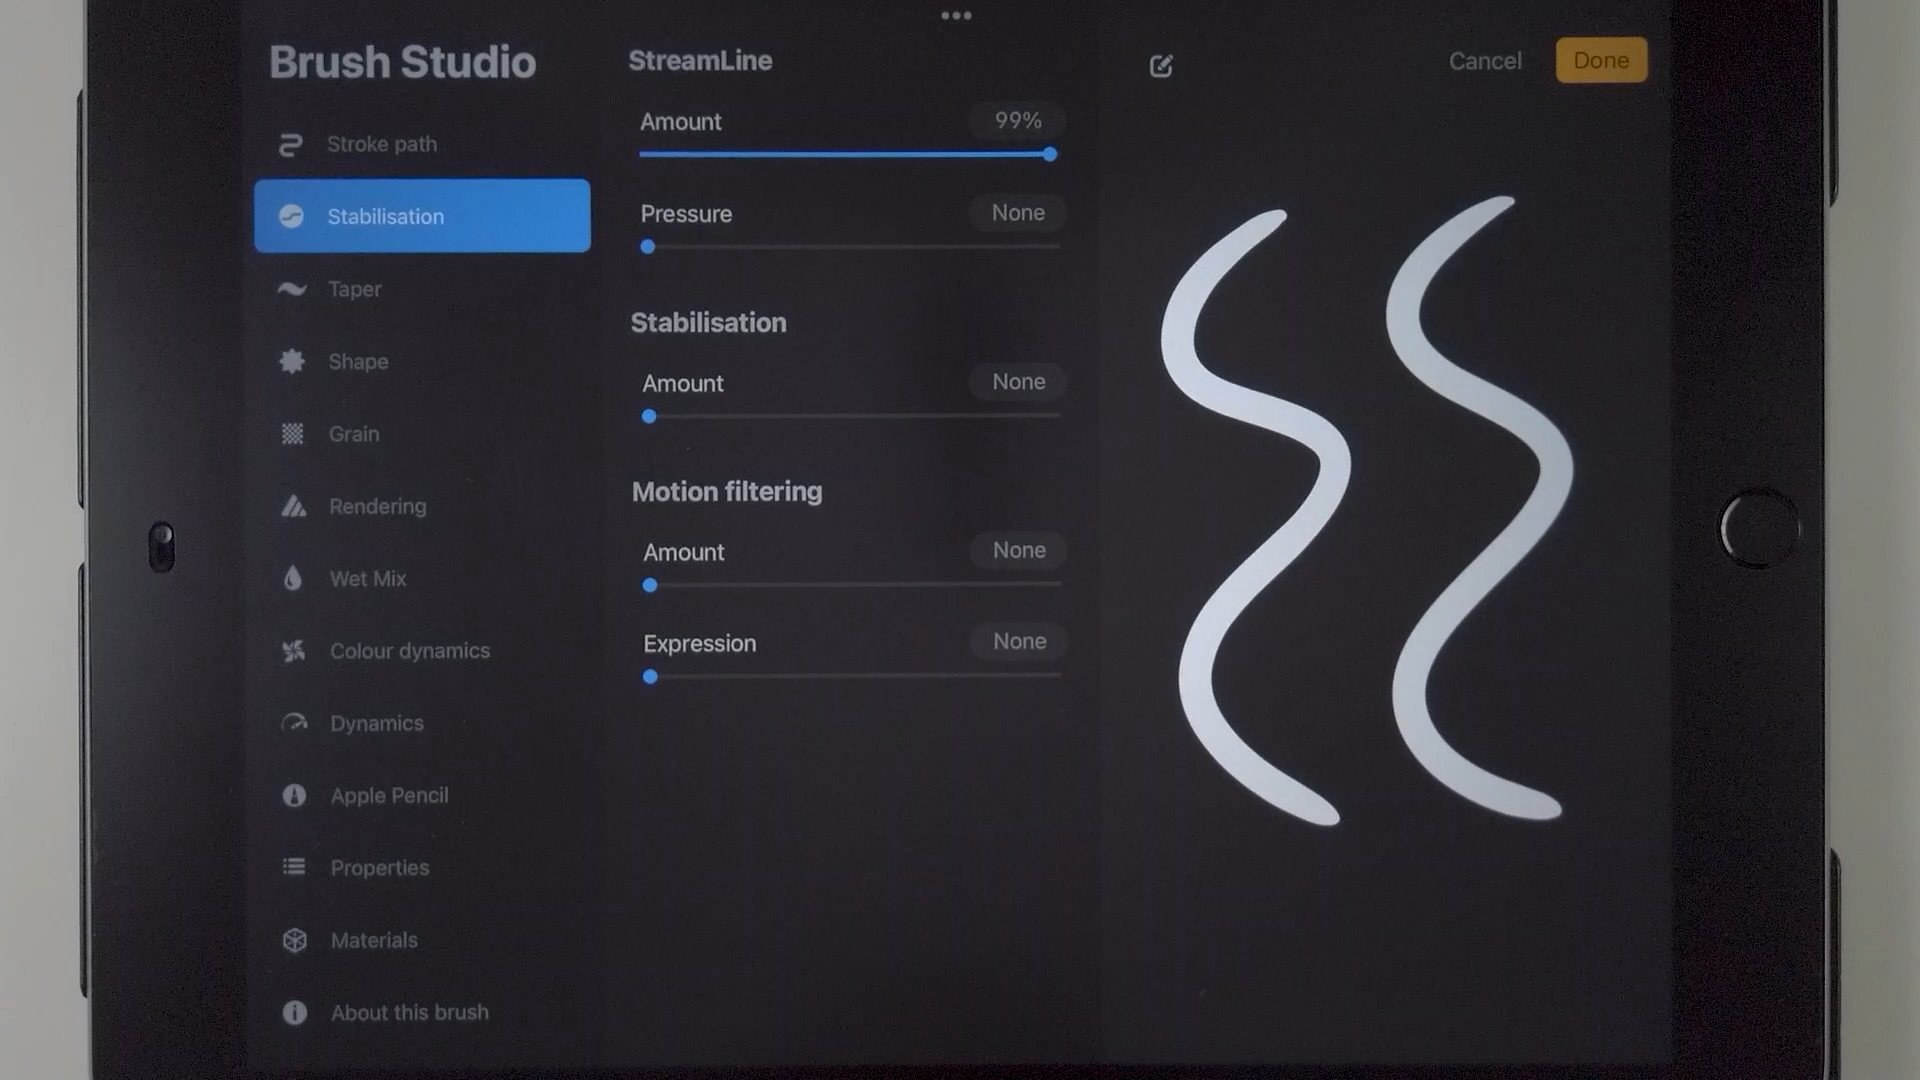 Brush Studio
Stroke path
Stabilisation
Taper
Shape
Grain
Rendering
Wet Mix
Colour dynamics
Dynamics
Apple Pencil
Properties
Materials
About this brush
StreamLine
Amount 99%
Pressure None
Stabilisation
Amount None
Motion filtering
Amount None
Expression None
Cancel Done